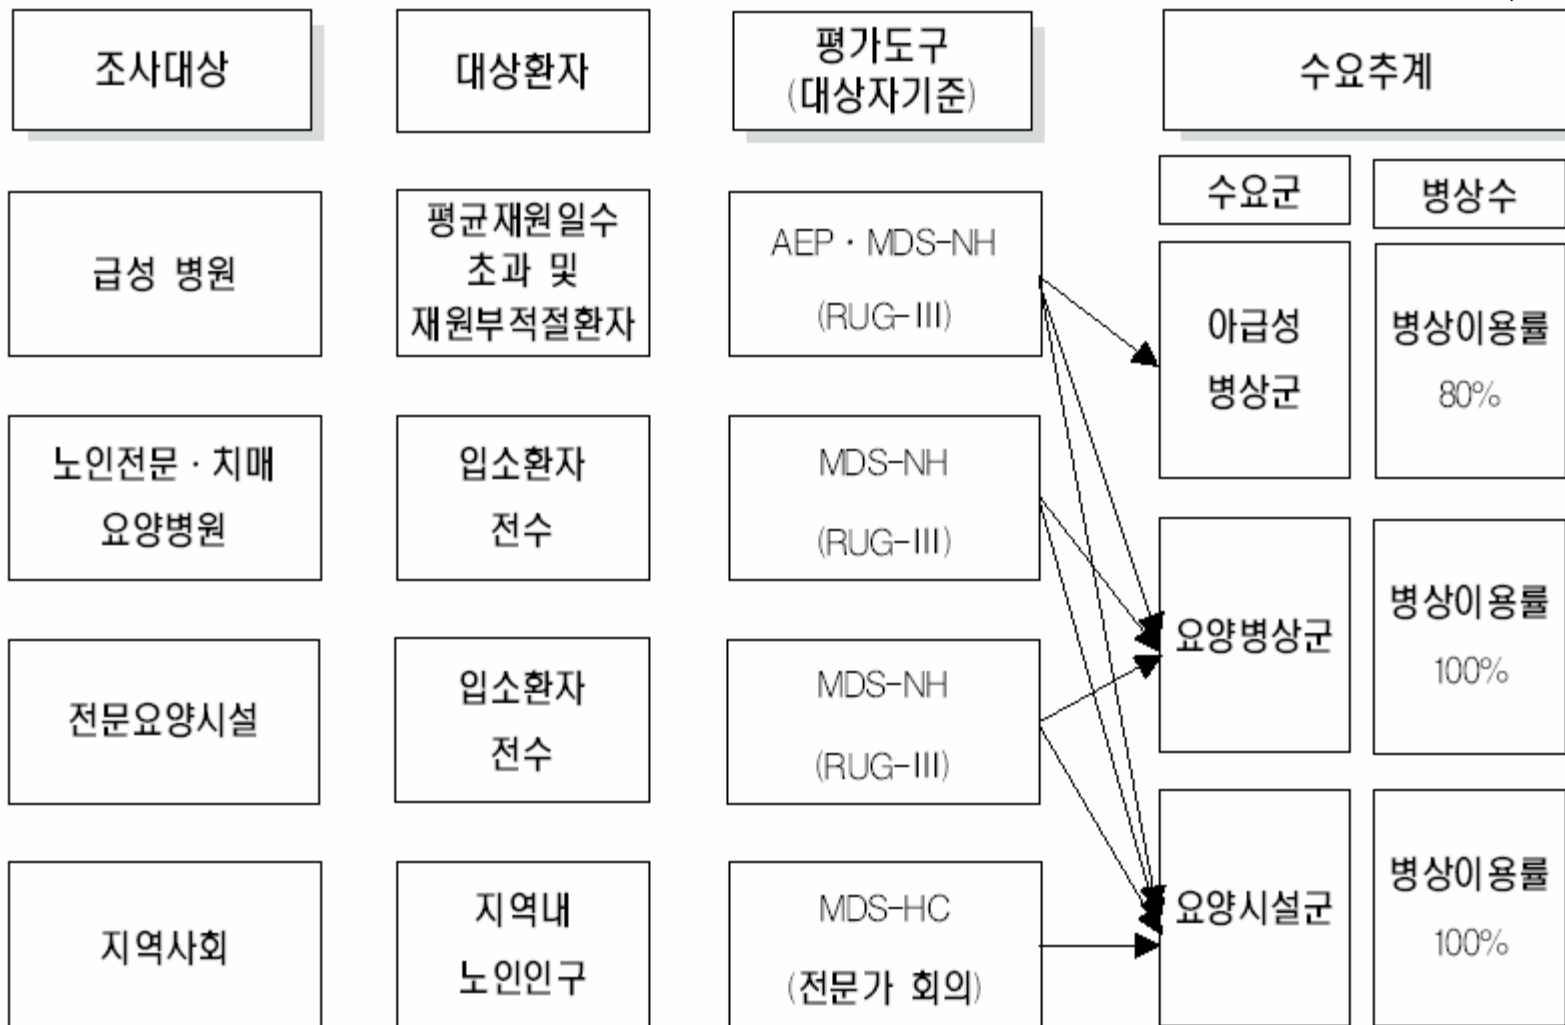 조사대상
대상환자
평가도구
(대상자기준)
수요추계
수요군
병상수
급성 병원
평균재원일수
초과 및
재원부적절환자
AEP · MDS-NH
(RUG-III)
아급성
병상군
병상이용률
80%
노인전문 · 치매
요양병원
입소환자
전수
MDS-NH
(RUG-III)
요양병상군
병상이용률
100%
전문요양시설
입소환자
전수
MDS-NH
(RUG-III)
요양시설군
병상이용률
100%
지역사회
지역내
노인인구
MDS-HC
(전문가 회의)